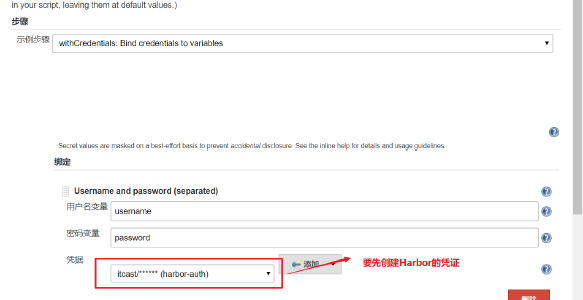 in your script, leaving them at default values.)
步骤
示例步骤 withCredentials: Bind credentials to variables
Secret values are masked on a best-effort basis to prevent accidental disclosure. See the inline help for details and usage guidelines.
绑定
Username and password (separated)
用户名变量 username
密码变量 password
凭据 添加 要先创建Harbor的凭证
itcast/****** (harbor-auth)
删除